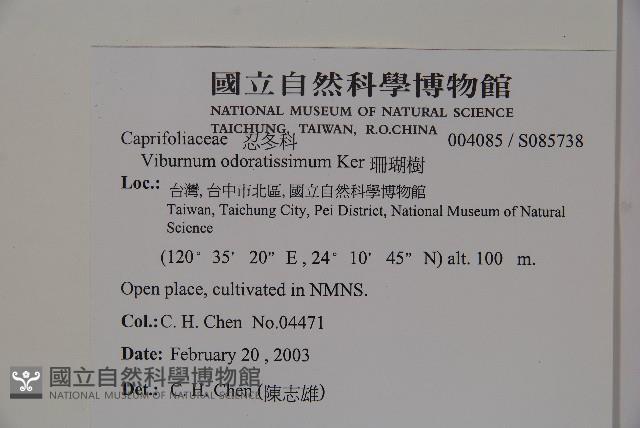 國立自然科學博物館
NATIONAL MUSEUM OF NATURAL SCIENCE
TAICHUNG, TAIWAN, R.O.CHINA
Caprifoliaceae 忍冬科 004085 / S085738
Viburnum odoratissimum Ker 珊瑚樹
Loc.: 台灣, 台中市北區, 國立自然科學博物館
Taiwan, Taichung City, Pei District, National Museum of Natural
Science
(120° 35' 20" E , 24° 10' 45" N) alt. 100 m.
Open place, cultivated in NMNS.
Col.: C. H. Chen No.04471
Date: February 20 , 2003
Det.: C. H. Chen (陳志雄)
國立自然科學博物館
NATIONAL MUSEUM OF NATURAL SCIENCE